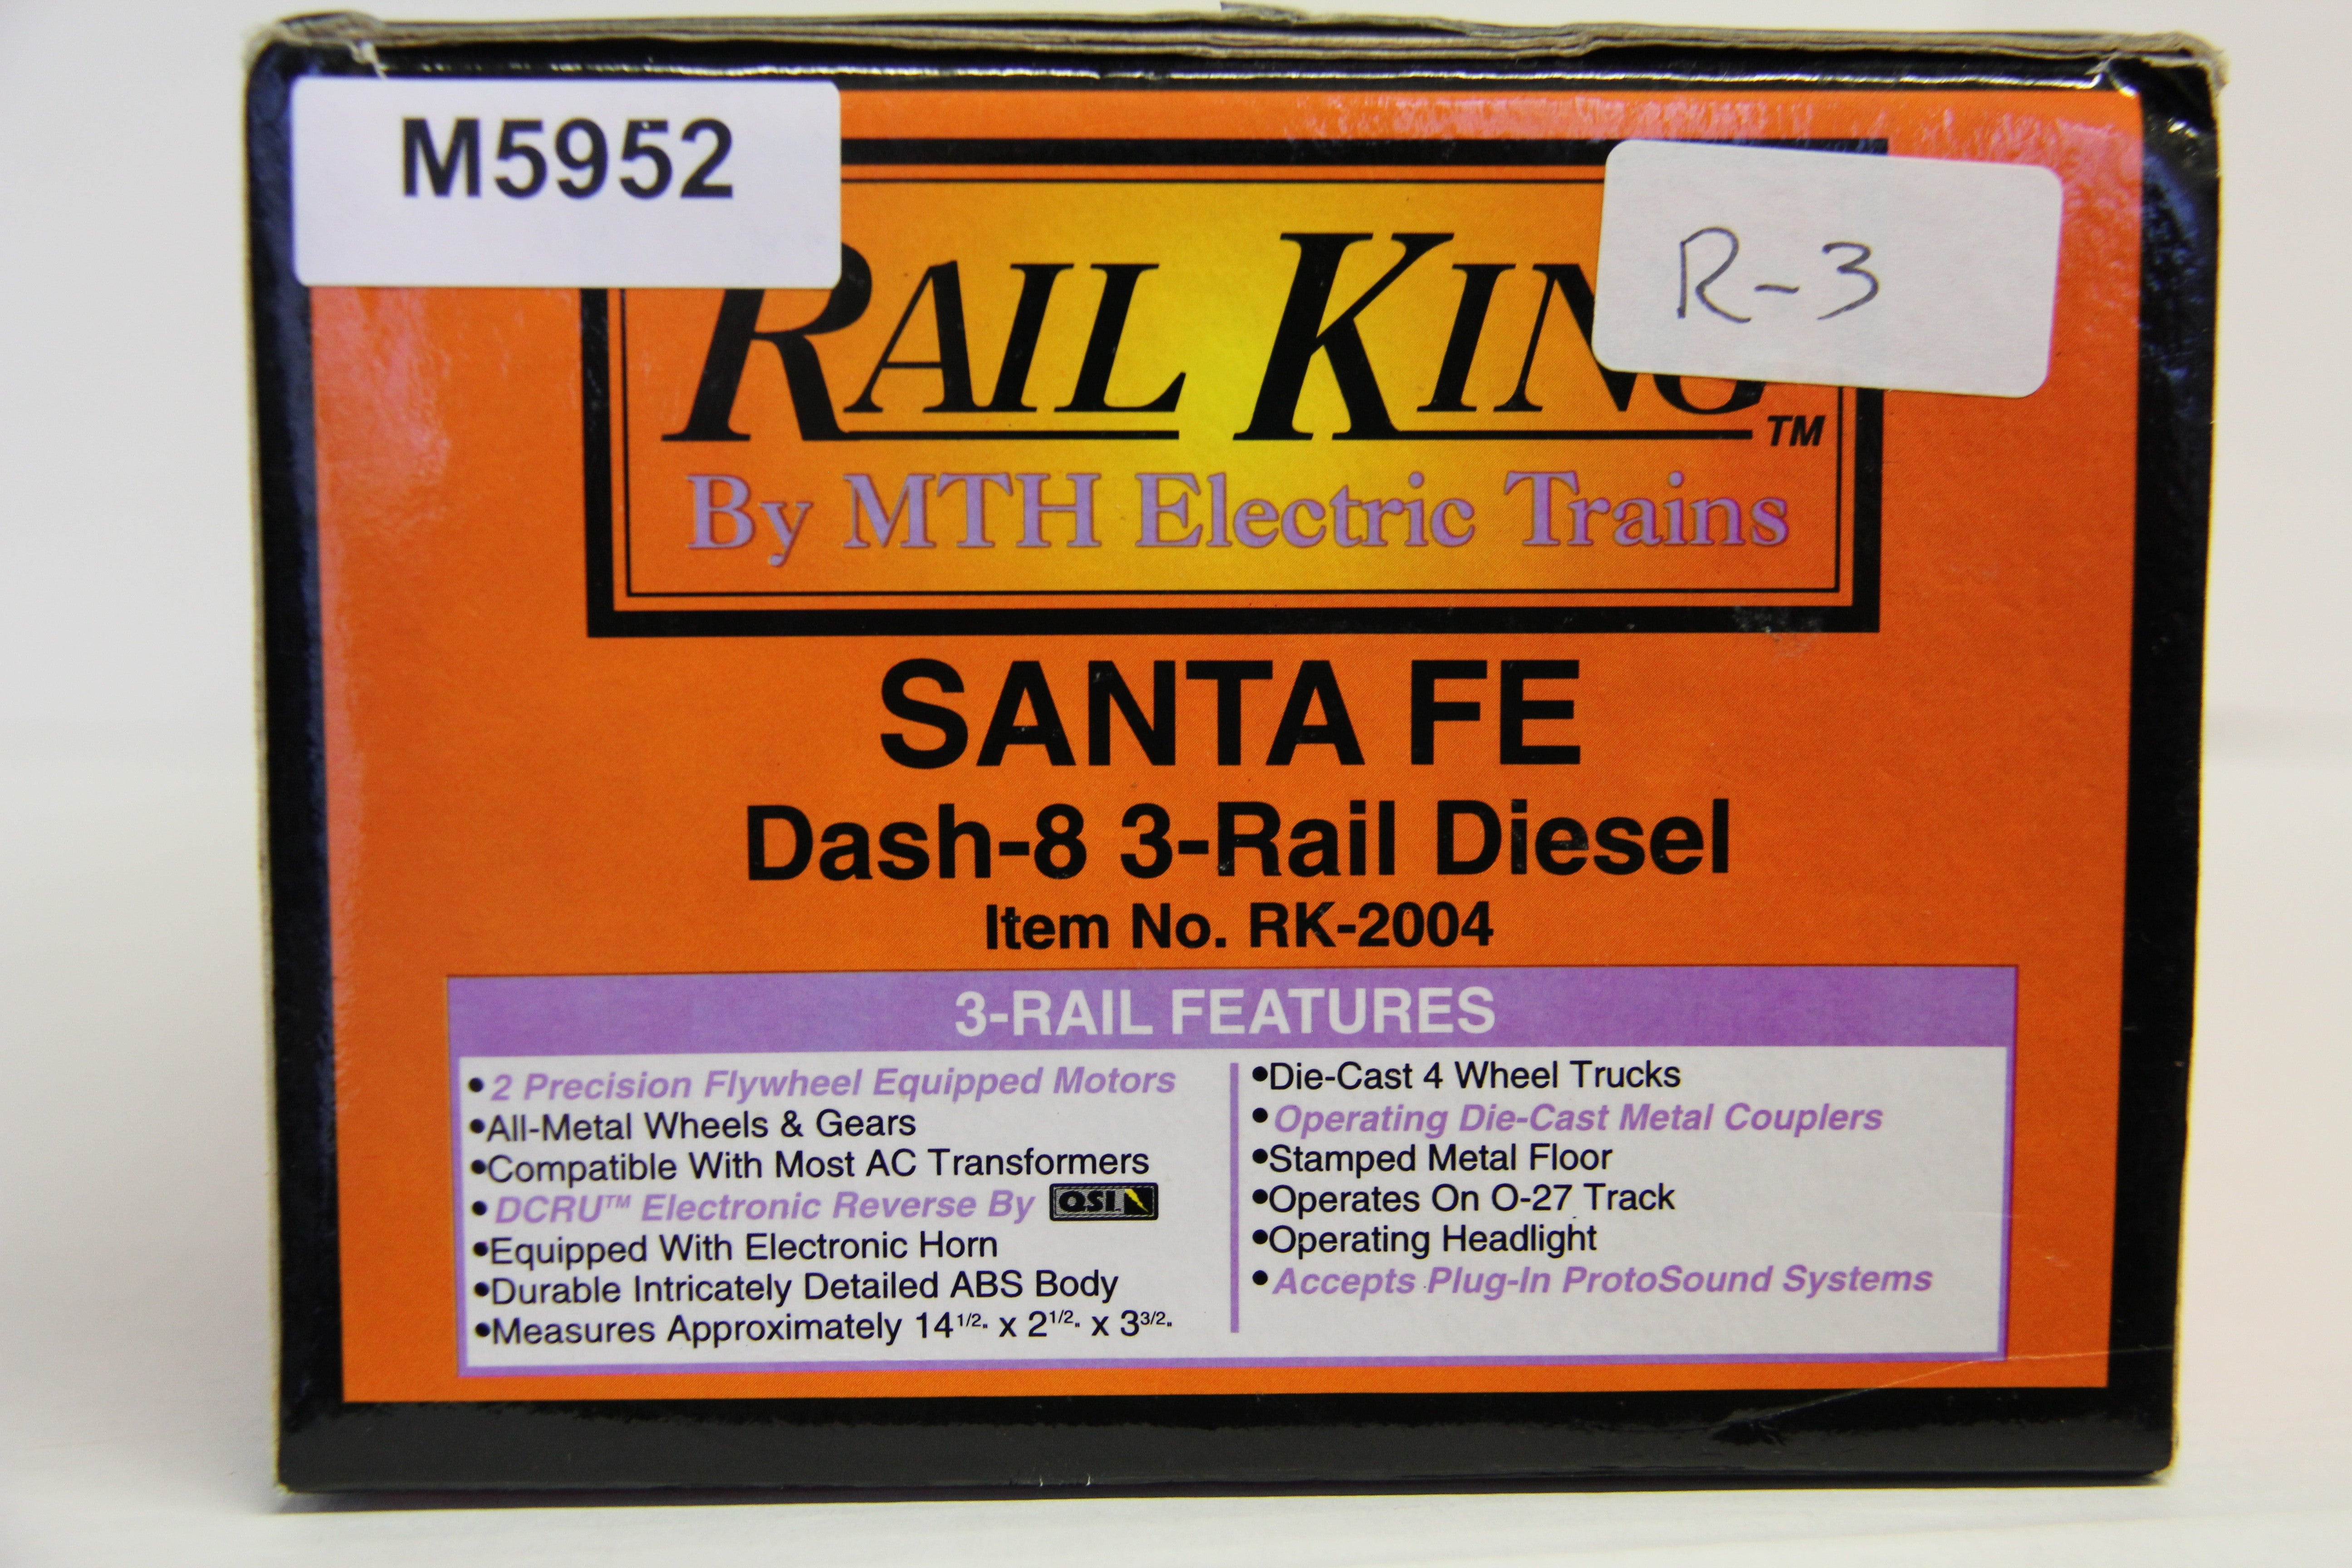 M5952
R-3
RAIL KING™
By MTH Electric Trains
SANTA FE
Dash-8 3-Rail Diesel
Item No. RK-2004
3-RAIL FEATURES
•2 Precision Flywheel Equipped Motors
•All-Metal Wheels & Gears
•Compatible With Most AC Transformers
•DCRU™ Electronic Reverse By QSI
•Equipped With Electronic Horn
•Durable Intricately Detailed ABS Body
•Measures Approximately 14 1/2" x 2 1/2" x 3 3/2"
•Die-Cast 4 Wheel Trucks
•Operating Die-Cast Metal Couplers
•Stamped Metal Floor
•Operates On O-27 Track
•Operating Headlight
•Accepts Plug-In ProtoSound Systems